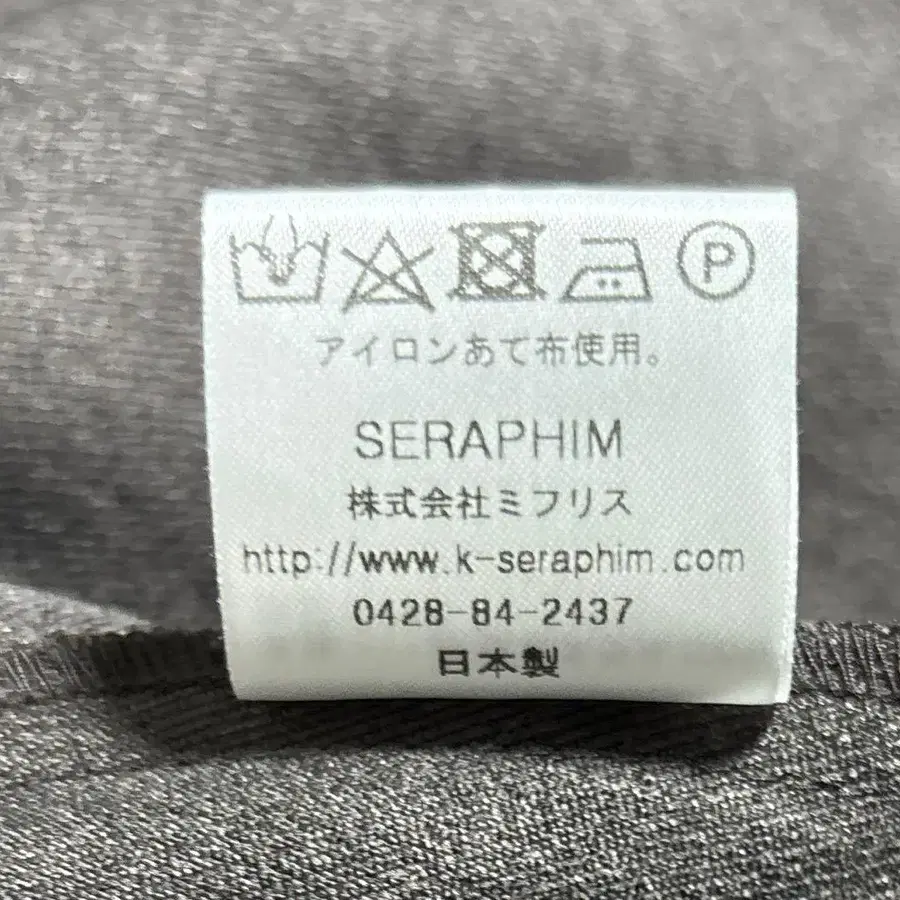 P
アイロンあて布使用。
SERAPHIM
株式会社ミフリス
http://www.k-seraphim.com
0428-84-2437
日本製